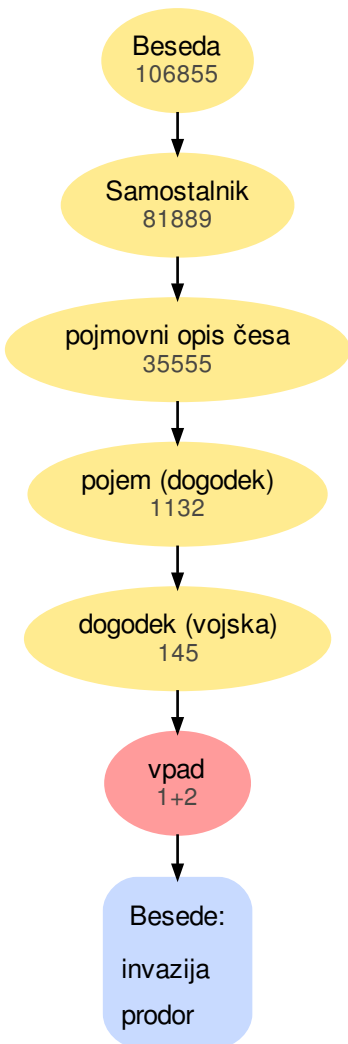 Beseda
106855
Samostalnik
81889
pojmovni opis česa
35555
pojem (dogodek)
1132
dogodek (vojska)
145
vpad
1+2
Besede:
invazija
prodor